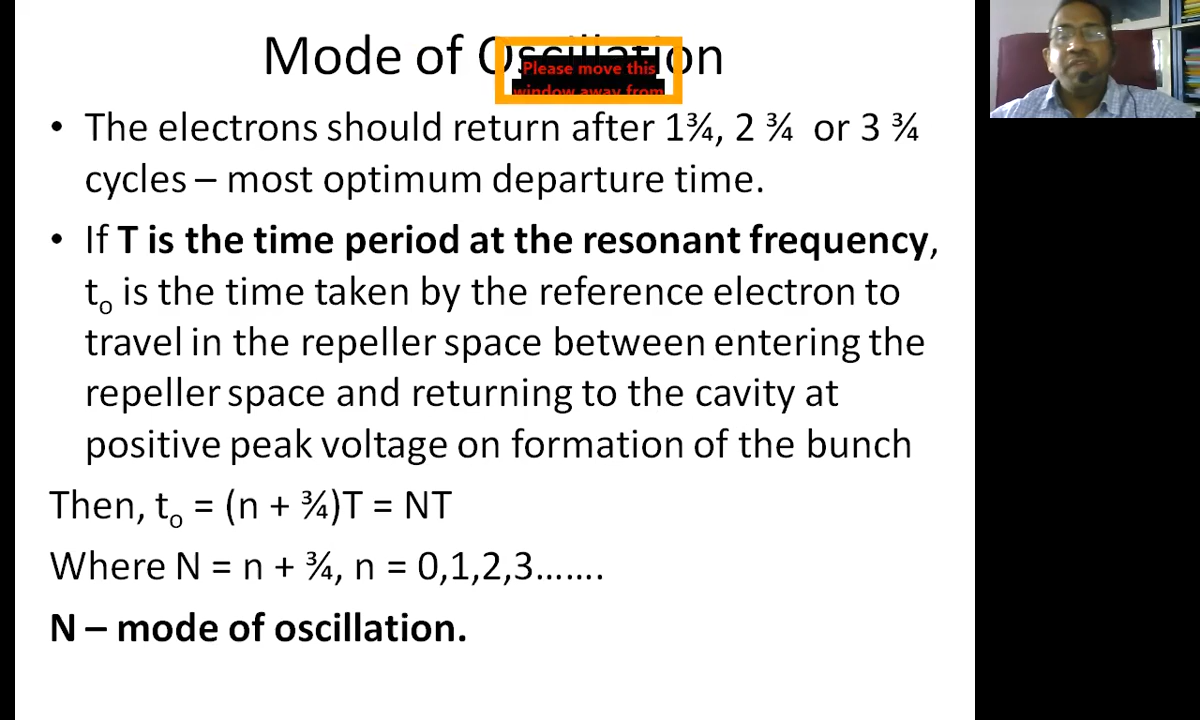 Mode of Oscillation
Please move this
window away from
• The electrons should return after 1¾, 2 ¾ or 3 ¾
cycles – most optimum departure time.
• If T is the time period at the resonant frequency,
to is the time taken by the reference electron to
travel in the repeller space between entering the
repeller space and returning to the cavity at
positive peak voltage on formation of the bunch
Then, to = (n + ¾)T = NT
Where N = n + ¾, n = 0,1,2,3…….
N – mode of oscillation.